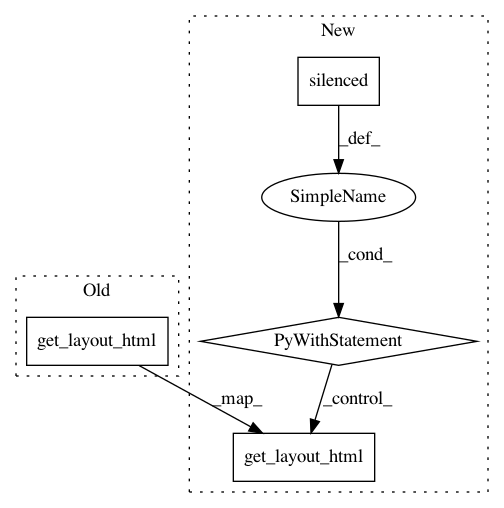 New
silenced
_def_
SimpleName
_cond_
Old
PyWithStatement
get_layout_html
_map_
_control_
get_layout_html